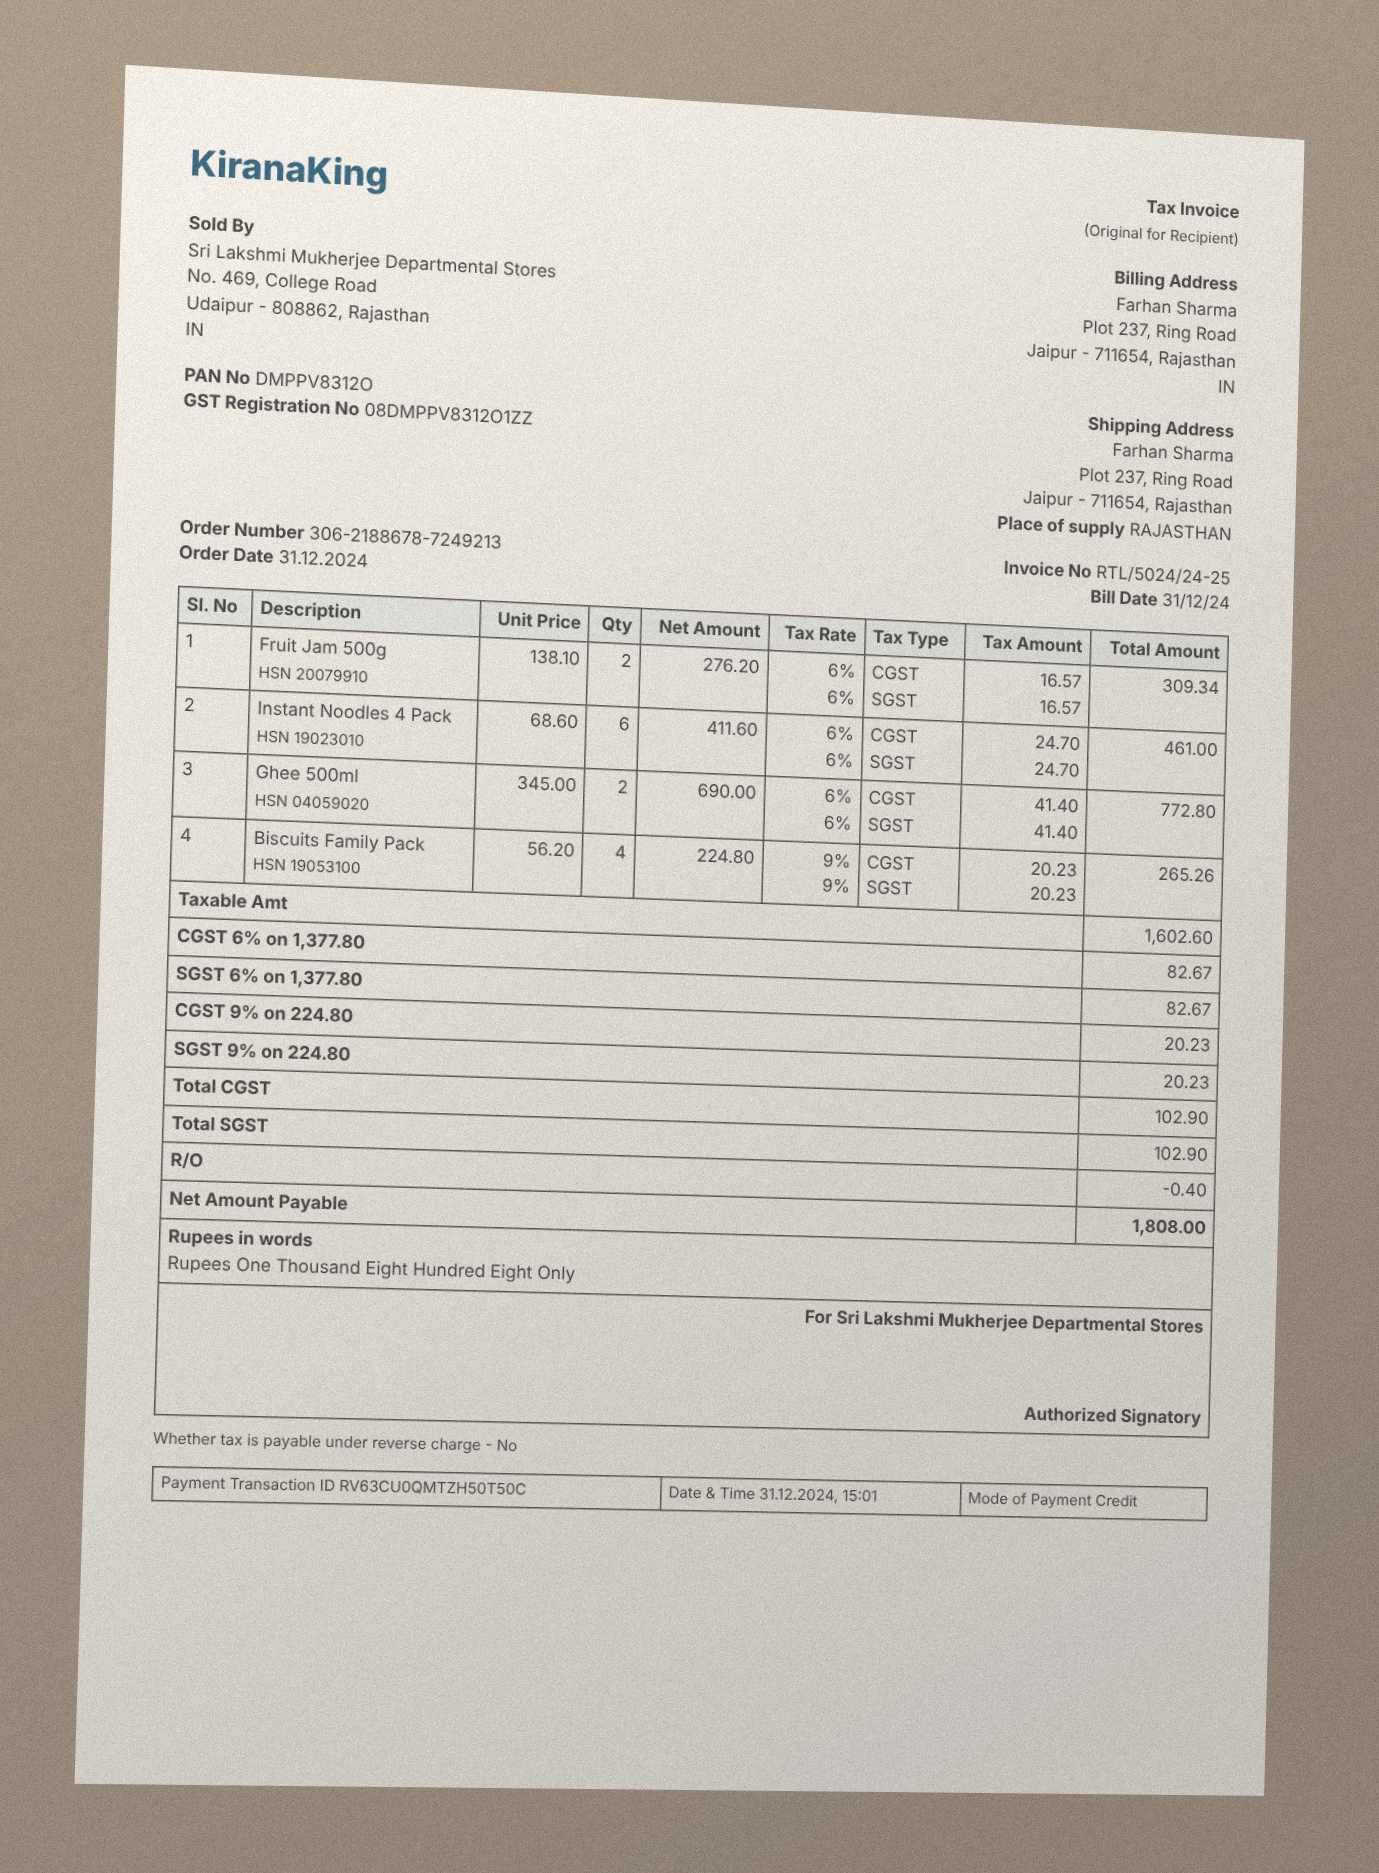 KiranaKing
Tax Invoice
(Original for Recipient)
Sold By
Sri Lakshmi Mukherjee Departmental Stores
No. 469, College Road
Udaipur - 808862, Rajasthan
IN
PAN No DMPPV8312O
GST Registration No 08DMPPV8312O1ZZ
Billing Address
Farhan Sharma
Plot 237, Ring Road
Jaipur - 711654, Rajasthan
IN
Shipping Address
Farhan Sharma
Plot 237, Ring Road
Jaipur - 711654, Rajasthan
Place of supply RAJASTHAN
Order Number 306-2188678-7249213
Order Date 31.12.2024
Invoice No RTL/5024/24-25
Bill Date 31/12/24
Sl. No Description Unit Price Qty Net Amount Tax Rate Tax Type Tax Amount Total Amount
1 Fruit Jam 500g 138.10 2 276.20 6% CGST 16.57 309.34
HSN 20079910 6% SGST 16.57
2 Instant Noodles 4 Pack 68.60 6 411.60 6% CGST 24.70 461.00
HSN 19023010 6% SGST 24.70
3 Ghee 500ml 345.00 2 690.00 6% CGST 41.40 772.80
HSN 04059020 6% SGST 41.40
4 Biscuits Family Pack 56.20 4 224.80 9% CGST 20.23 265.26
HSN 19053100 9% SGST 20.23
Taxable Amt 1,602.60
CGST 6% on 1,377.80 82.67
SGST 6% on 1,377.80 82.67
CGST 9% on 224.80 20.23
SGST 9% on 224.80 20.23
Total CGST 102.90
Total SGST 102.90
R/O -0.40
Net Amount Payable 1,808.00
Rupees in words
Rupees One Thousand Eight Hundred Eight Only
For Sri Lakshmi Mukherjee Departmental Stores
Authorized Signatory
Whether tax is payable under reverse charge - No
Payment Transaction ID RV63CU0QMTZH50T50C Date & Time 31.12.2024, 15:01 Mode of Payment Credit